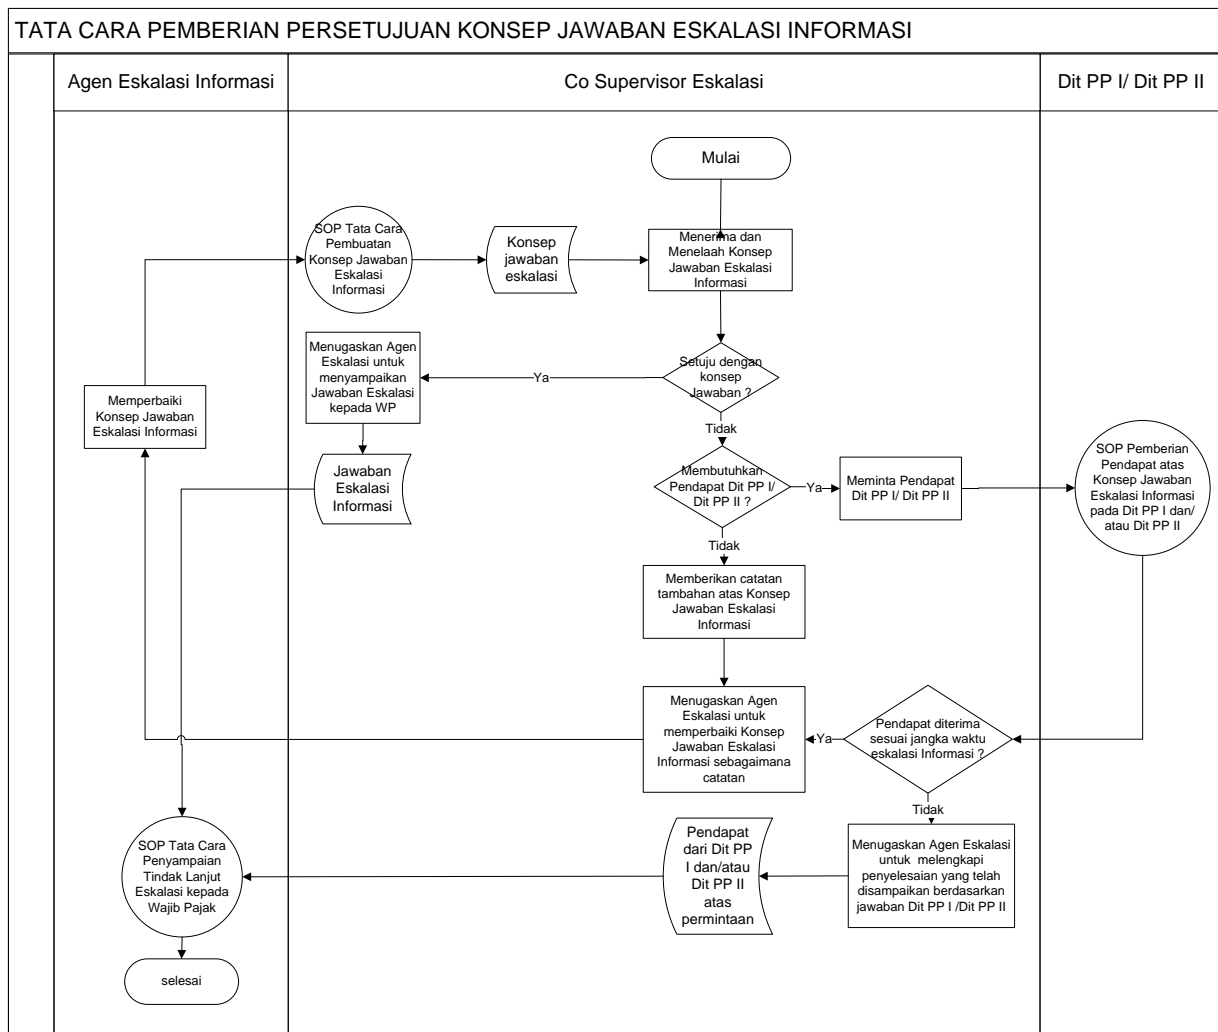 TATA CARA PEMBERIAN PERSETUJUAN KONSEP JAWABAN ESKALASI INFORMASI
Agen Eskalasi Informasi
Co Supervisor Eskalasi
Dit PP I/ Dit PP II
Mulai
SOP Tata Cara
Pembuatan
Konsep Jawaban
Eskalasi
Informasi
Konsep
jawaban
eskalasi
Menerima dan
Menelaah Konsep
Jawaban Eskalasi
Informasi
Menugaskan Agen
Eskalasi untuk
menyampaikan
Jawaban Eskalasi
kepada WP
Ya
Setuju dengan
konsep
Jawaban ?
Memperbaiki
Konsep Jawaban
Eskalasi Informasi
Tidak
Jawaban
Eskalasi
Informasi
Membutuhkan
Pendapat Dit PP I/
Dit PP II ?
Ya
Meminta Pendapat
Dit PP I/ Dit PP II
SOP Pemberian
Pendapat atas
Konsep Jawaban
Eskalasi Informasi
pada Dit PP I dan/
atau Dit PP II
Tidak
Memberikan catatan
tambahan atas Konsep
Jawaban Eskalasi
Informasi
Menugaskan Agen
Eskalasi untuk
memperbaiki Konsep
Jawaban Eskalasi
Informasi sebagaimana
catatan
Ya
Pendapat diterima
sesuai jangka waktu
eskalasi Informasi ?
Tidak
SOP Tata Cara
Penyampaian
Tindak Lanjut
Eskalasi kepada
Wajib Pajak
Pendapat
dari Dit PP
I dan/atau
Dit PP II
atas
permintaan
Menugaskan Agen Eskalasi
untuk melengkapi
penyelesaian yang telah
disampaikan berdasarkan
jawaban Dit PP I /Dit PP II
selesai